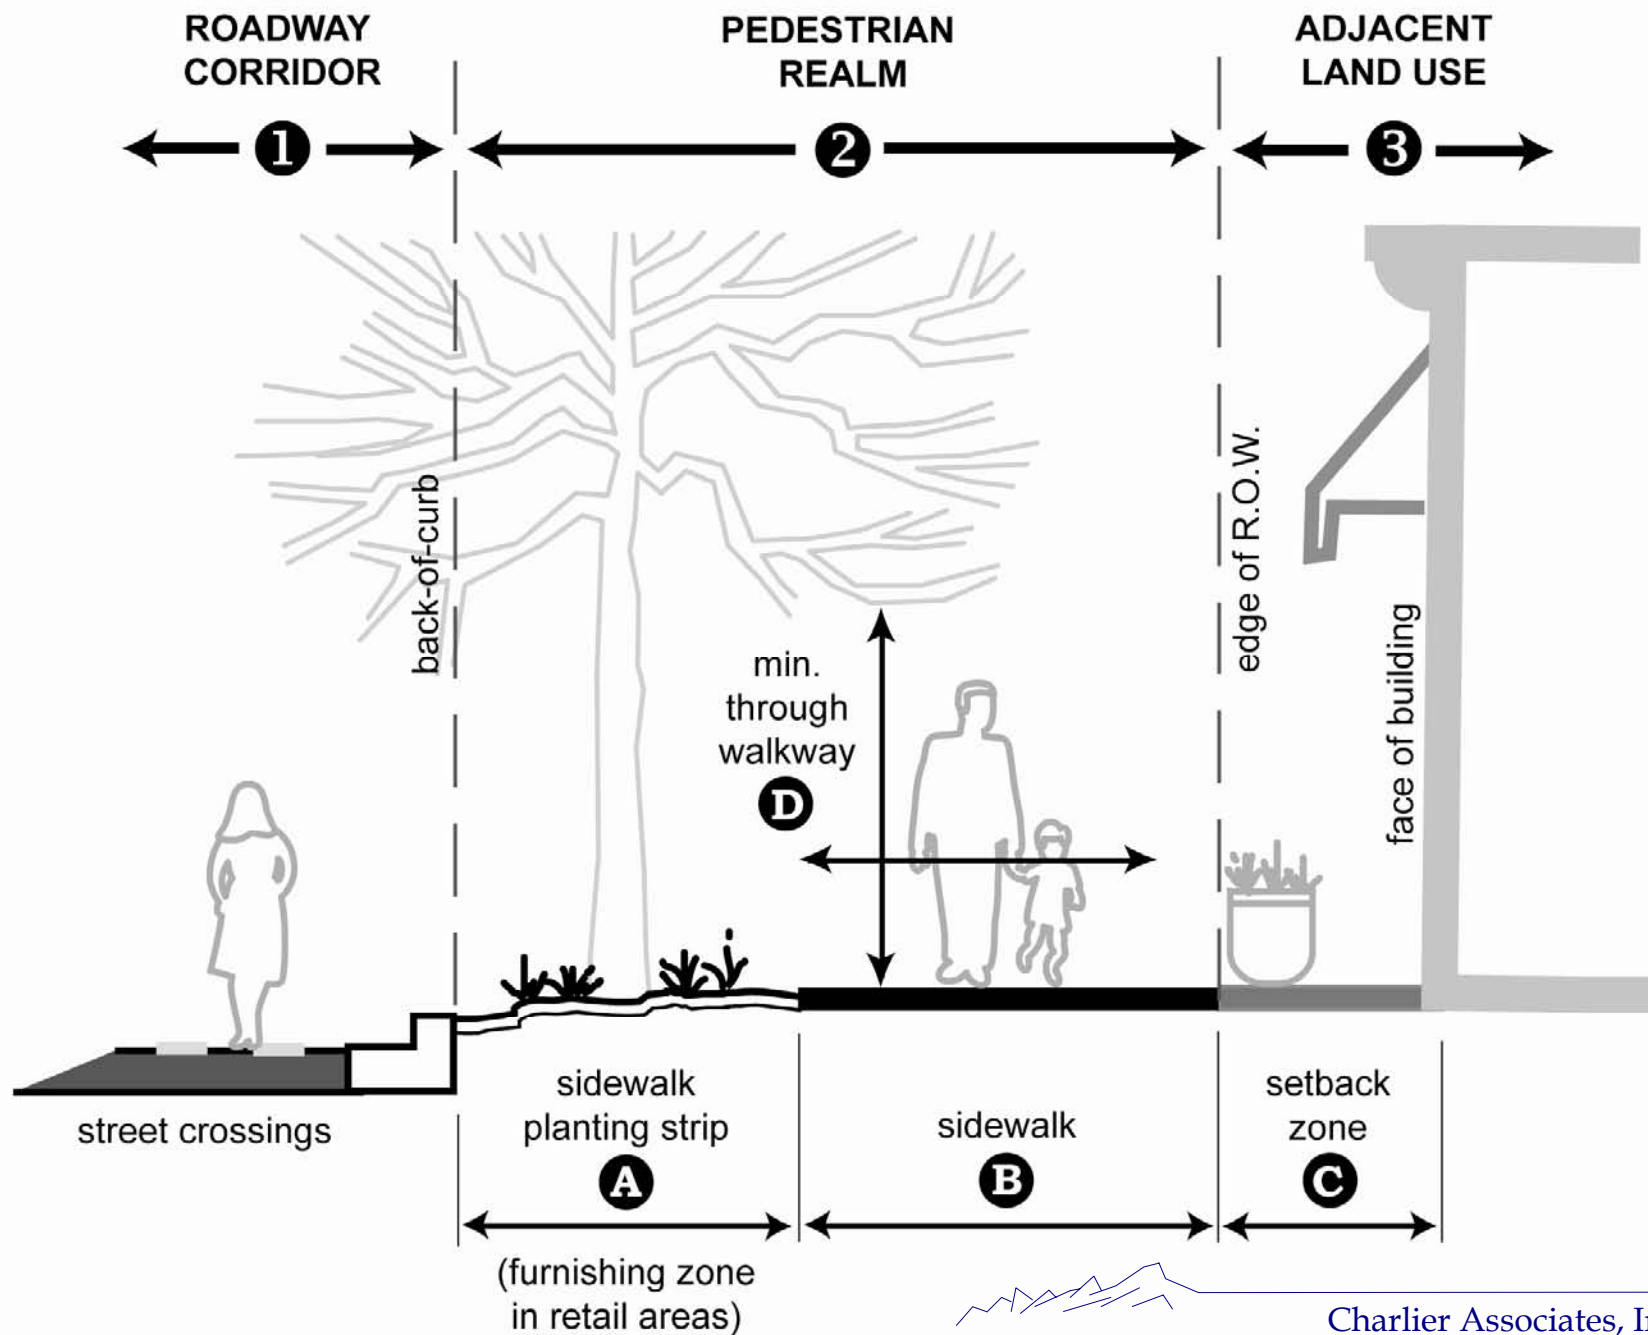 ROADWAY
CORRIDOR
PEDESTRIAN
REALM
ADJACENT
LAND USE
1
2
3
back-of-curb
edge of R.O.W.
face of building
min.
through
walkway
D
street crossings
sidewalk
planting strip
A
(furnishing zone
in retail areas)
sidewalk
B
setback
zone
C
Charlier Associates,